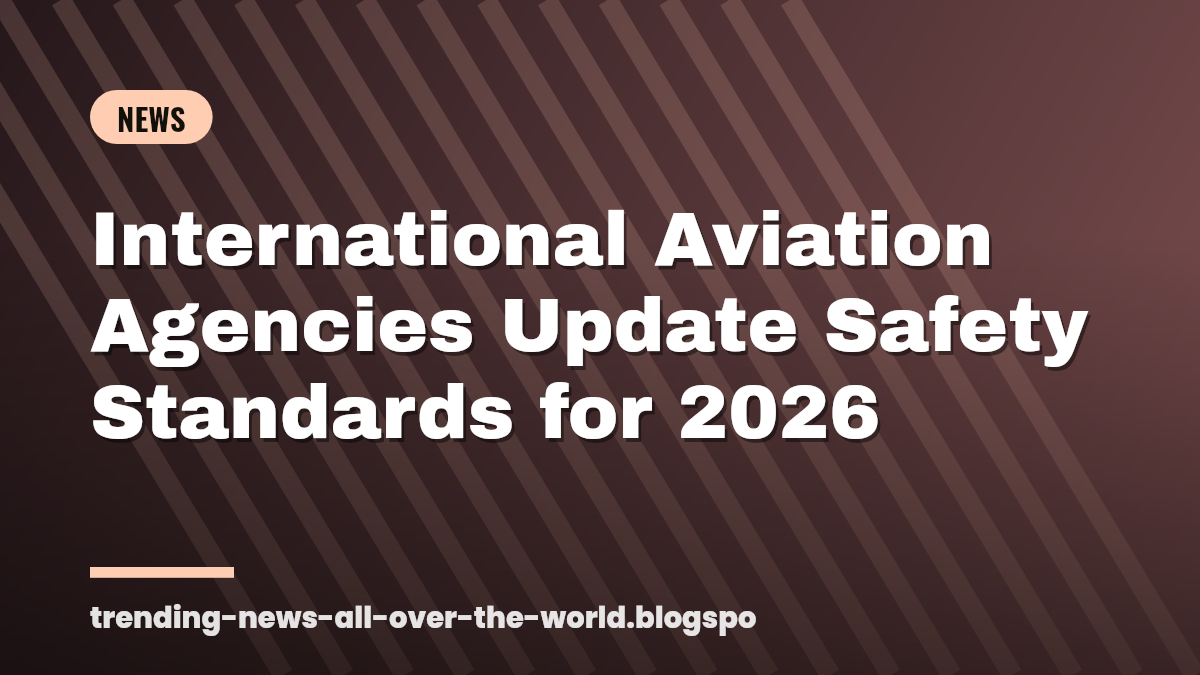 NEWS
International Aviation
Agencies Update Safety
Standards for 2026
trending-news-all-over-the-world.blogspo